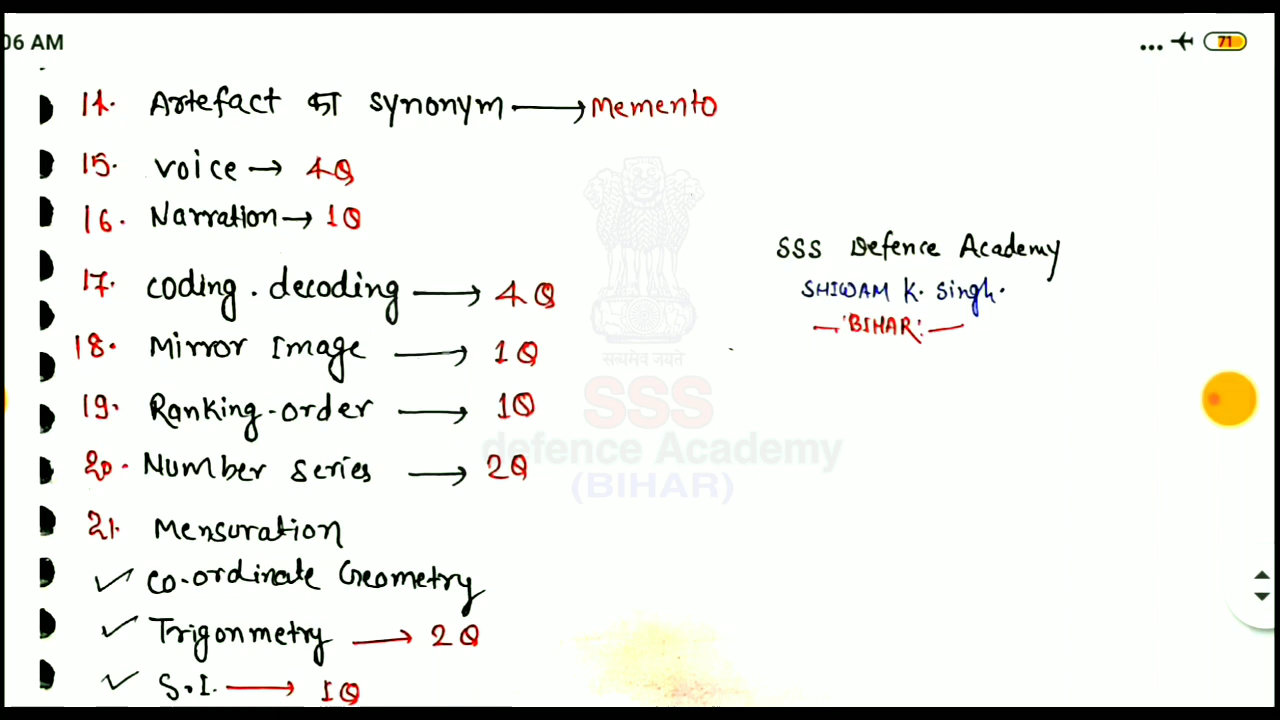 06 AM
71
14. Artefact का synonym → Memento
15. Voice → 4Q
16. Narration → 1Q
17. Coding. decoding → 4Q
18. Mirror Image → 1Q
19. Ranking-order → 1Q
20. Number Series → 2Q
21. Mensuration
✓ Co-ordinate Geometry
✓ Trigonmetry → 2Q
✓ S.I. → 1Q
SSS Defence Academy
SHIWAM K. Singh.
— 'BIHAR' —
सत्यमेव जयते
SSS
defence Academy
(BIHAR)